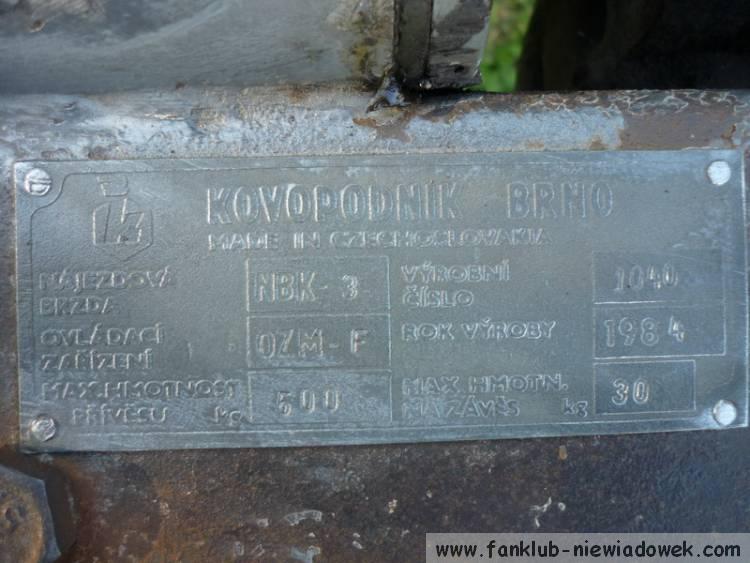 KOVOPODNIK BRNO
MADE IN CZECHOSLOVAKIA
NÁJEZDOVÁ BRZDA NBK-3 VÝROBNÍ ČÍSLO 1040
OVLÁDACÍ ZAŘÍZENÍ OZM-F ROK VÝROBY 1984
MAX. HMOTNOST PŘÍVĚSU kg 500 MAX. HMOTN. NA ZÁVĚS kg 30
www.fanklub-niewiadowek.com